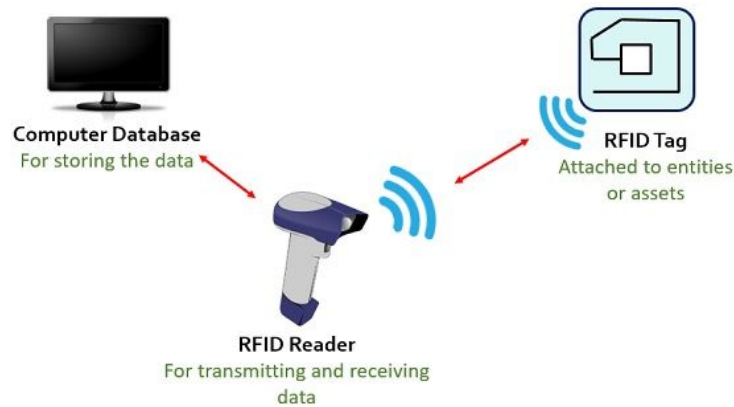 Computer Database
For storing the data
RFID Tag
Attached to entities
or assets
RFID Reader
For transmitting and receiving
data